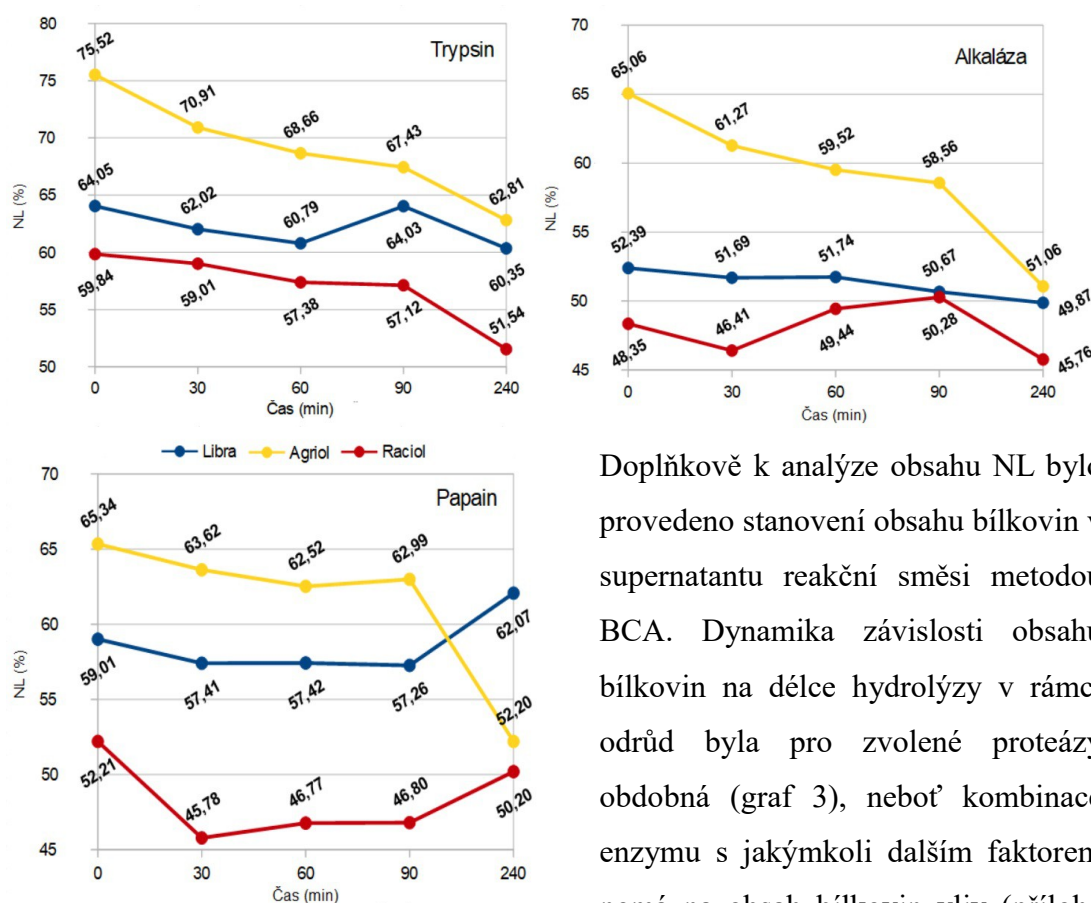 Trypsin
80
75
70
65
60
55
50
NL (%)
75,52
70,91
68,66
67,43
62,81
64,05
62,02
60,79
64,03
60,35
59,84
59,01
57,38
57,12
51,54
0 30 60 90 240
Čas (min)
Alkaláza
70
65
60
55
50
45
NL (%)
65,06
61,27
59,52
58,56
51,06
52,39
51,69
51,74
50,67
49,87
48,35
46,41
49,44
50,28
45,76
0 30 60 90 240
Čas (min)
Libra Agriol Raciol
Papain
70
65
60
55
50
45
NL (%)
65,34
63,62
62,52
62,99
52,20
59,01
57,41
57,42
57,26
62,07
52,21
45,78
46,77
46,80
50,20
0 30 60 90 240
Čas (min)
Doplňkově k analýze obsahu NL bylo
provedeno stanovení obsahu bílkovin v
supernatantu reakční směsi metodou
BCA. Dynamika závislosti obsahu
bílkovin na délce hydrolýzy v rámc
odrůd byla pro zvolené proteázy
obdobná (graf 3), neboť kombinace
enzymu s jakýmkoli dalším faktorem
nemá na obsah bílkovin vliv